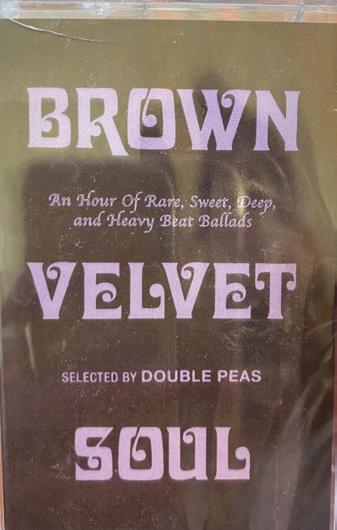 BROWN
An Hour Of Rare, Sweet, Deep,
and Heavy Beat Ballads
VELVET
SELECTED BY DOUBLE PEAS
SOUL